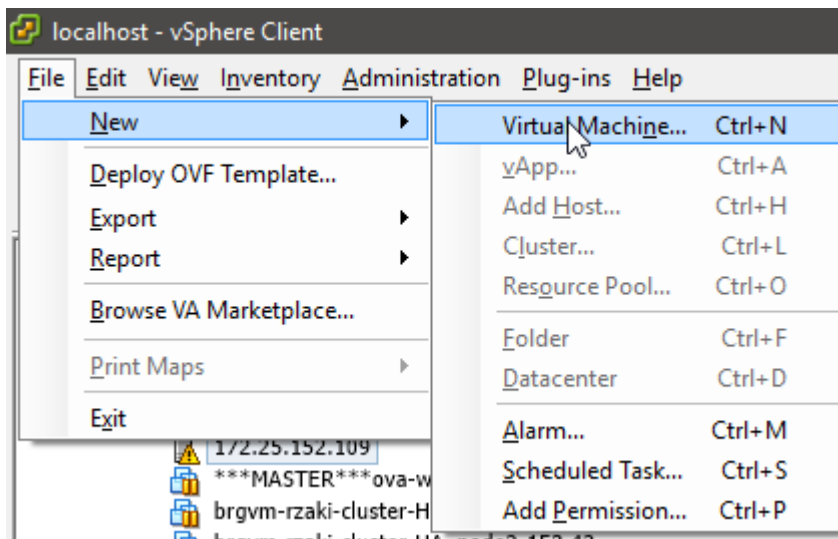 localhost - vSphere Client
File Edit View Inventory Administration Plug-ins Help
New
Virtual Machine... Ctrl+N
Deploy OVF Template...
vApp... Ctrl+A
Export
Add Host... Ctrl+H
Report
Cluster... Ctrl+L
Resource Pool... Ctrl+O
Browse VA Marketplace...
Folder Ctrl+F
Print Maps
Datacenter Ctrl+D
Exit
Alarm... Ctrl+M
172.25.152.109
***MASTER***ova-w
Scheduled Task... Ctrl+S
brgvm-rzaki-cluster-H
Add Permission... Ctrl+P